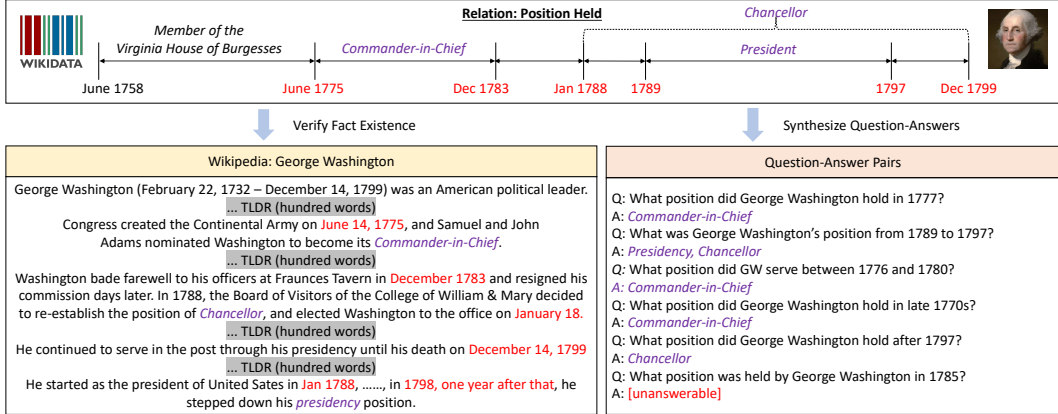 Relation: Position Held
Chancellor
Member of the
Virginia House of Burgesses
Commander-in-Chief
President
WIKIDATA
June 1758
June 1775
Dec 1783
Jan 1788
1789
1797
Dec 1799
Verify Fact Existence
Synthesize Question-Answers
Wikipedia: George Washington
George Washington (February 22, 1732 – December 14, 1799) was an American political leader.
... TLDR (hundred words)
Congress created the Continental Army on June 14, 1775, and Samuel and John
Adams nominated Washington to become its Commander-in-Chief.
... TLDR (hundred words)
Washington bade farewell to his officers at Fraunces Tavern in December 1783 and resigned his
commission days later. In 1788, the Board of Visitors of the College of William & Mary decided
to re-establish the position of Chancellor, and elected Washington to the office on January 18.
... TLDR (hundred words)
He continued to serve in the post through his presidency until his death on December 14, 1799
... TLDR (hundred words)
He started as the president of United Sates in Jan 1788, ......, in 1798, one year after that, he
stepped down his presidency position.
Question-Answer Pairs
Q: What position did George Washington hold in 1777?
A: Commander-in-Chief
Q: What was George Washington's position from 1789 to 1797?
A: Presidency, Chancellor
Q: What position did GW serve between 1776 and 1780?
A: Commander-in-Chief
Q: What position did George Washington hold in late 1770s?
A: Commander-in-Chief
Q: What position did George Washington hold after 1797?
A: Chancellor
Q: What position was held by George Washington in 1785?
A: [unanswerable]